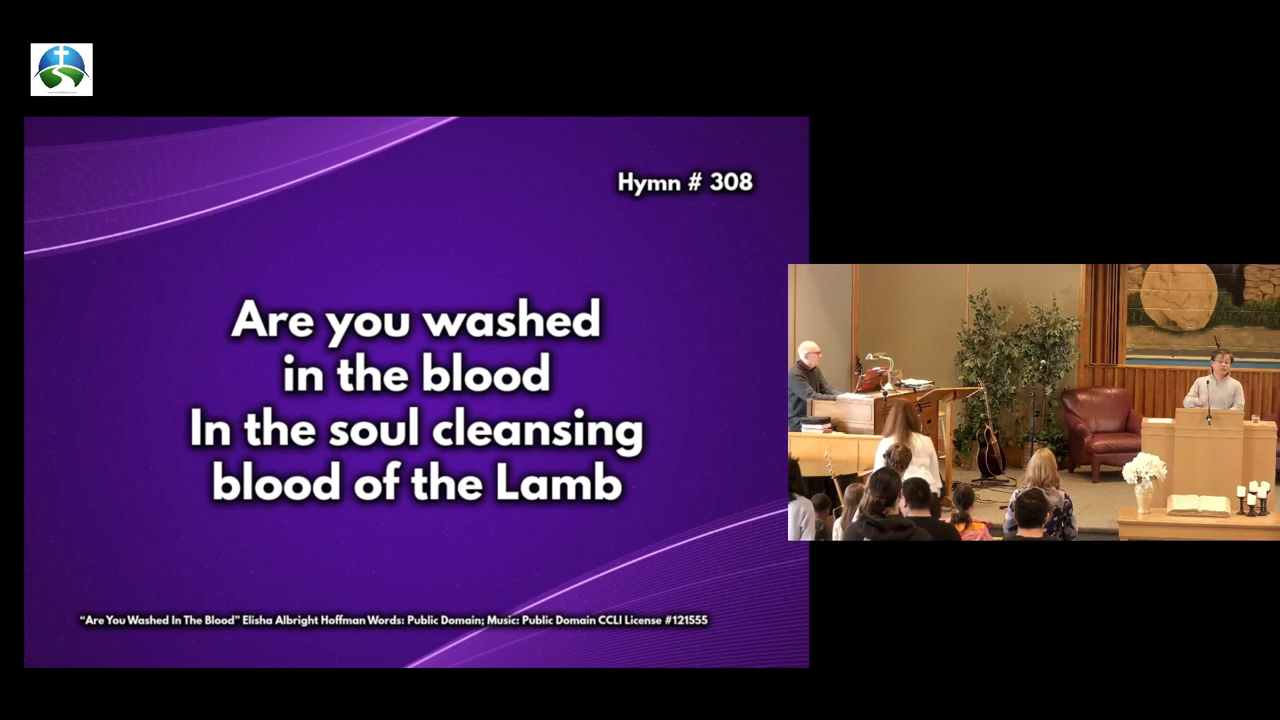 Hymn # 308
Are you washed
in the blood
In the soul cleansing
blood of the Lamb
"Are You Washed In The Blood" Elisha Albright Hoffman Words: Public Domain; Music: Public Domain CCLI License #121555